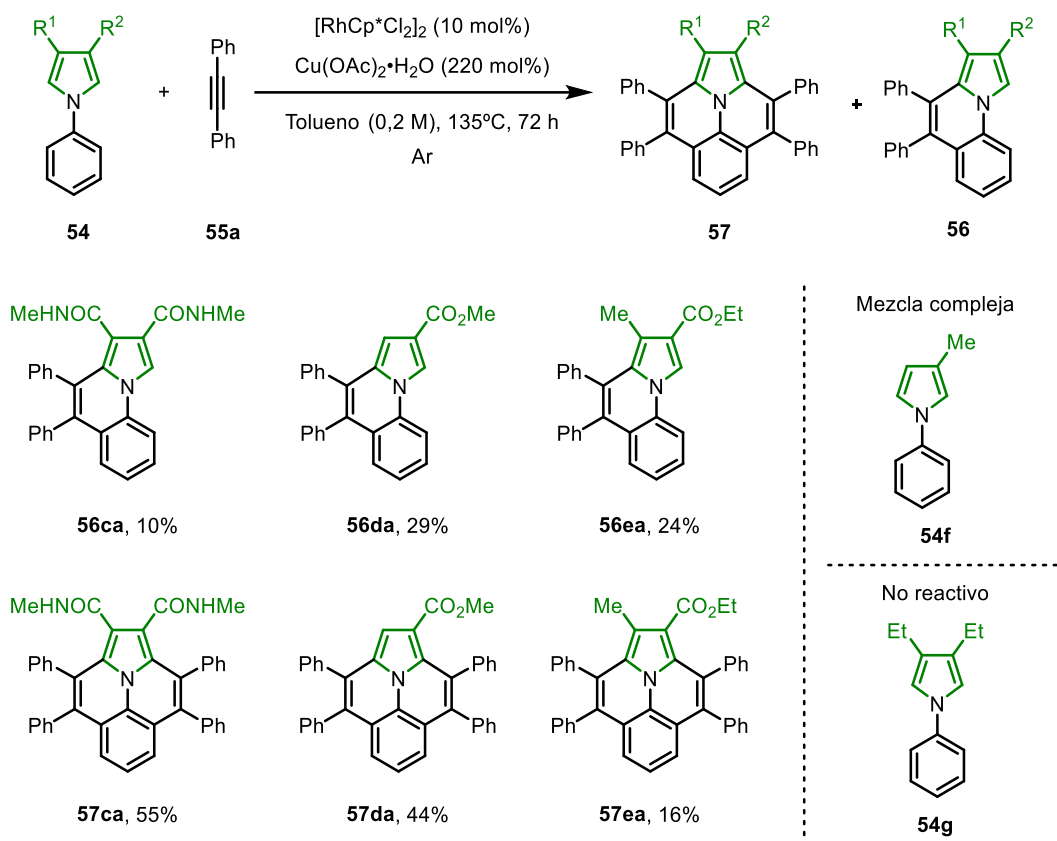 R¹ R²
N
54
+
Ph
Ph
55a
[RhCp*Cl₂]₂ (10 mol%)
Cu(OAc)₂•H₂O (220 mol%)
Tolueno (0,2 M), 135ºC, 72 h
Ar
R¹ R²
Ph Ph
N
Ph Ph
57
+
R¹ R²
Ph
N
Ph
56
MeHNOC CONHMe
Ph
N
Ph
56ca, 10%
CO₂Me
Ph
N
Ph
56da, 29%
Me CO₂Et
Ph
N
Ph
56ea, 24%
Mezcla compleja
Me
N
54f
MeHNOC CONHMe
Ph Ph
N
Ph Ph
57ca, 55%
CO₂Me
Ph Ph
N
Ph Ph
57da, 44%
Me CO₂Et
Ph Ph
N
Ph Ph
57ea, 16%
No reactivo
Et Et
N
54g